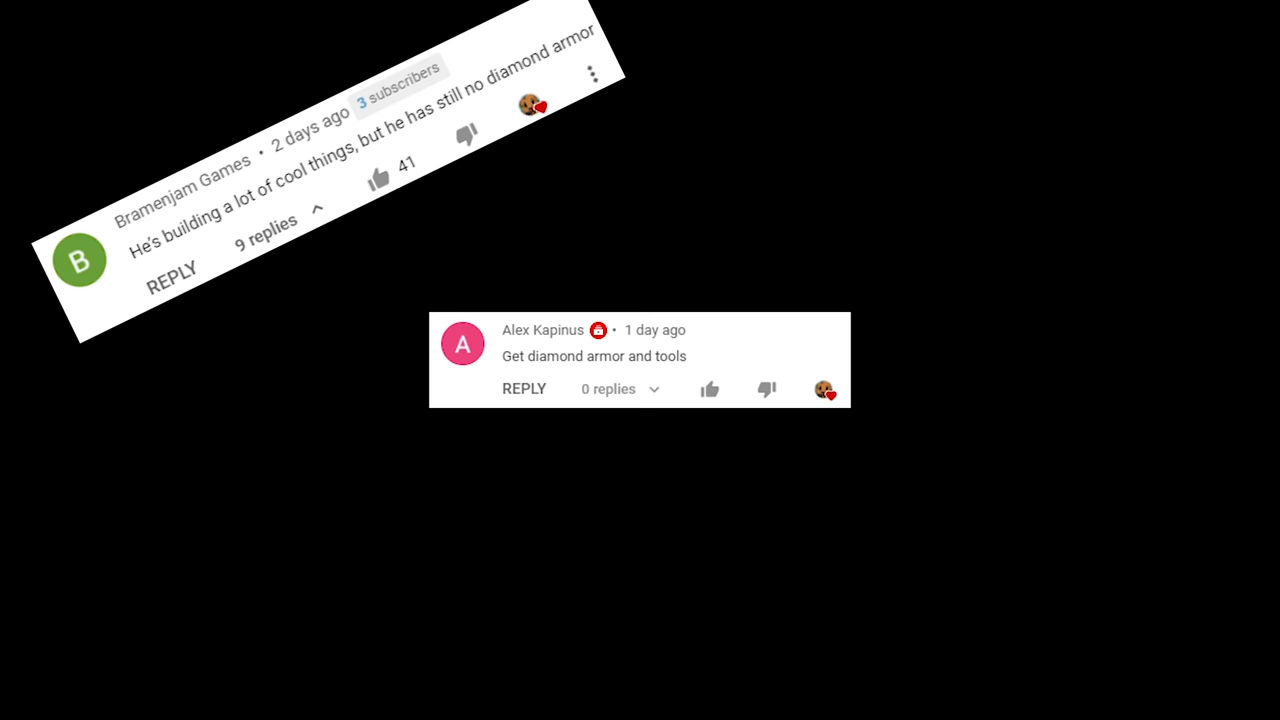 B
Bramenjam Games • 2 days ago 3 subscribers
He's building a lot of cool things, but he has still no diamond armor
REPLY 9 replies 41
A
Alex Kapinus • 1 day ago
Get diamond armor and tools
REPLY 0 replies